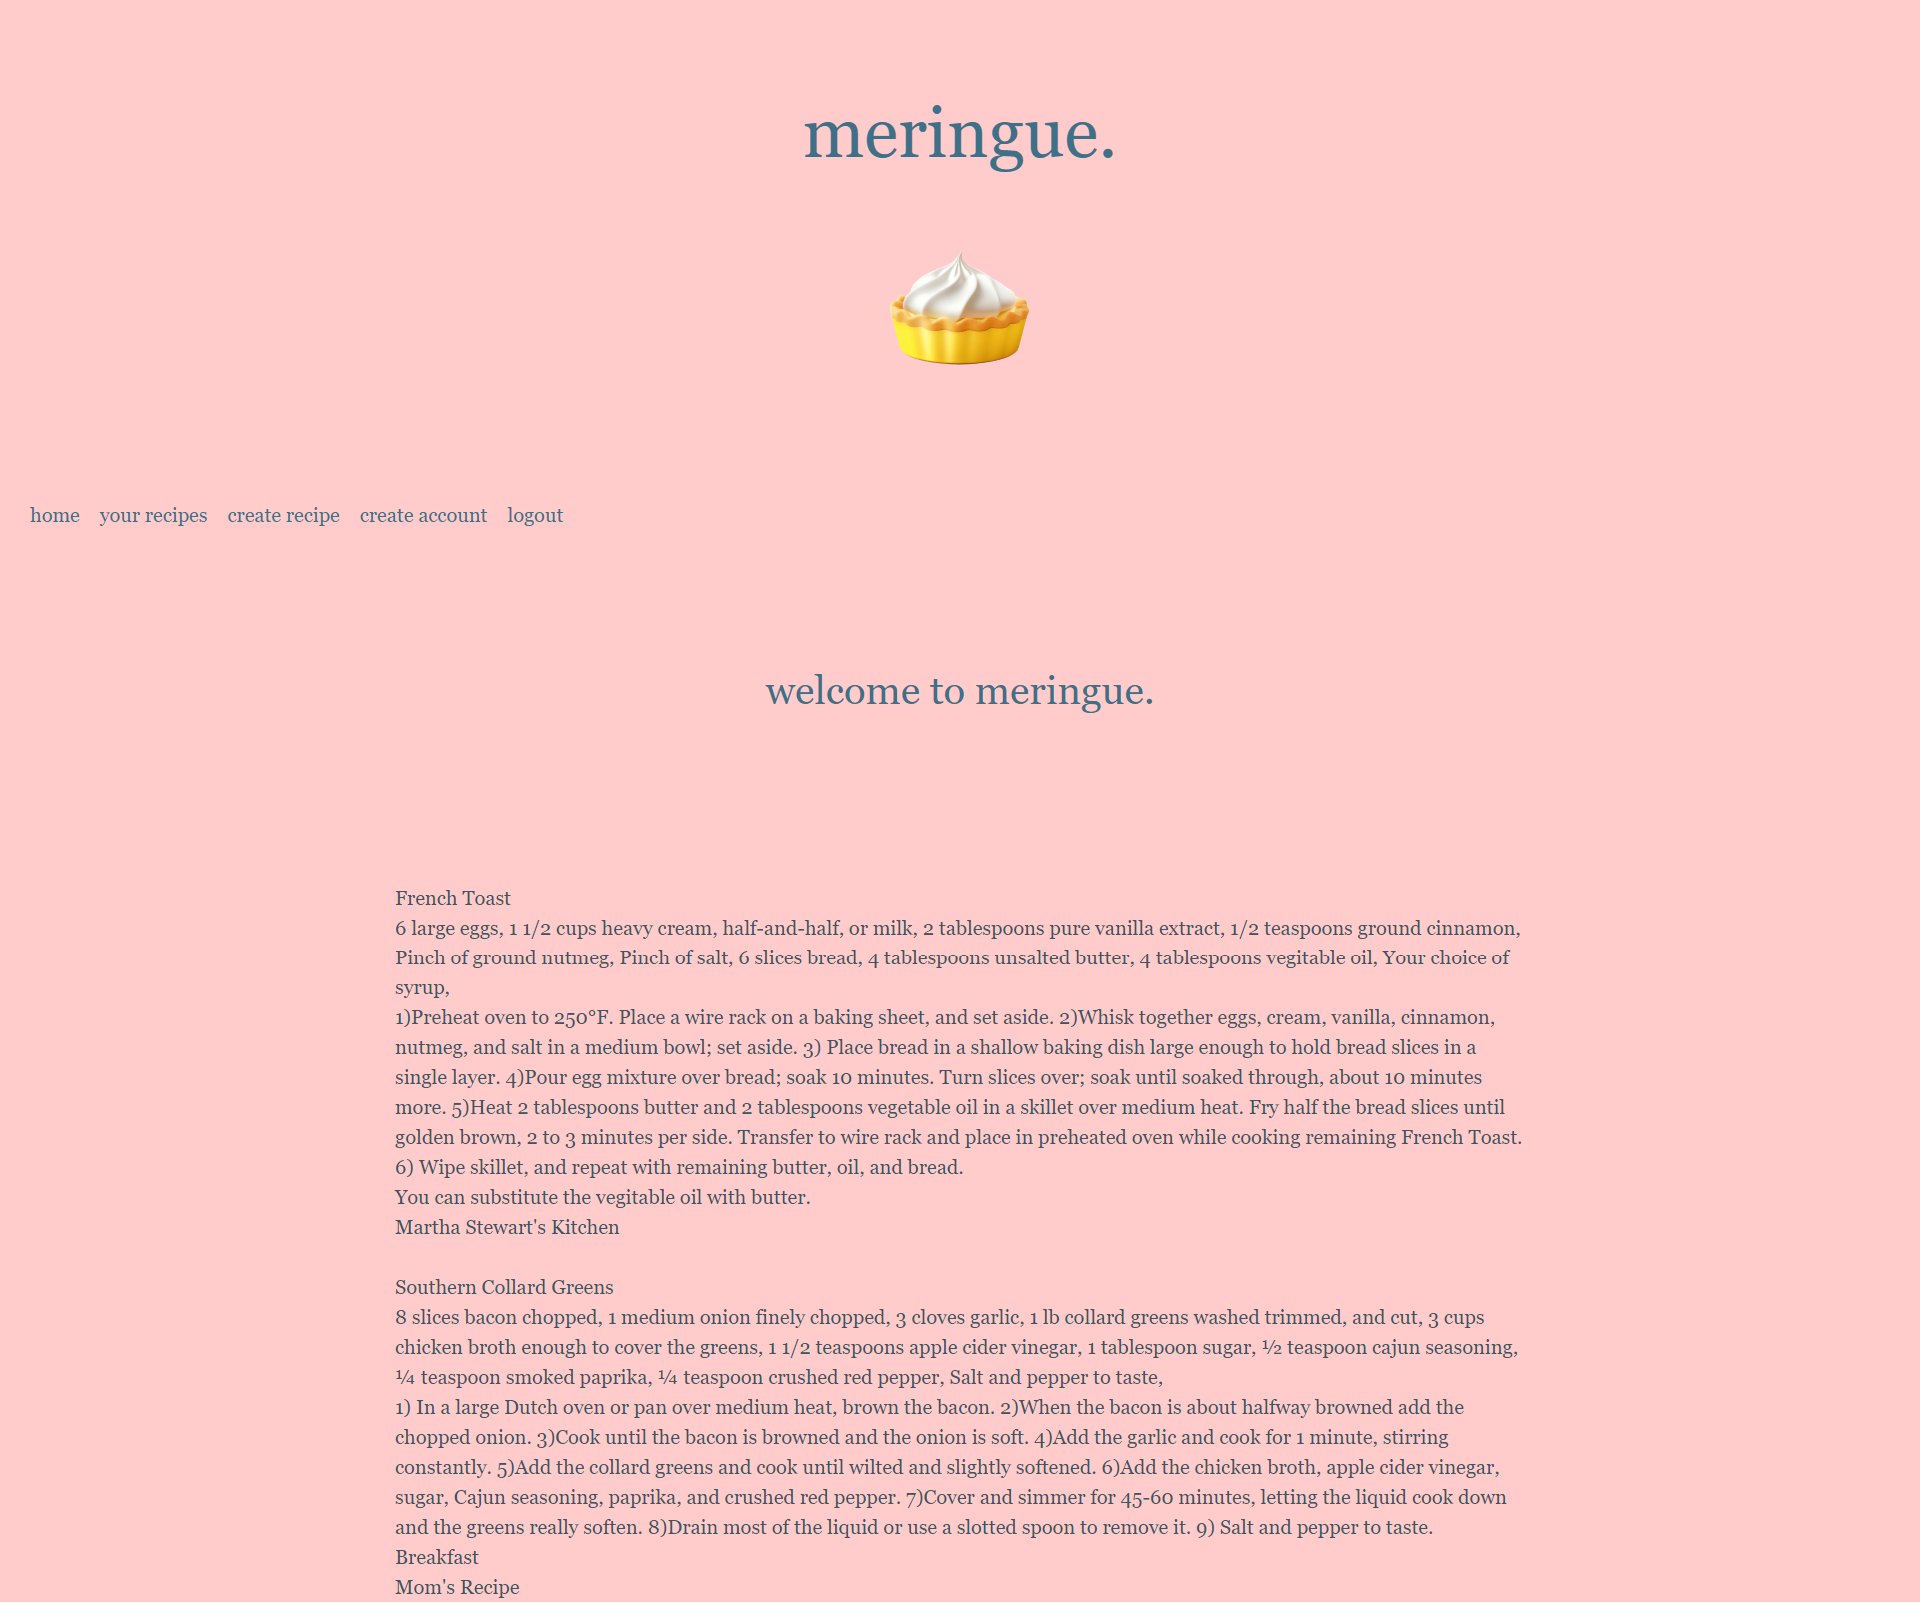 meringue.
home your recipes create recipe create account logout
welcome to meringue.
French Toast
6 large eggs, 1 1/2 cups heavy cream, half-and-half, or milk, 2 tablespoons pure vanilla extract, 1/2 teaspoons ground cinnamon,
Pinch of ground nutmeg, Pinch of salt, 6 slices bread, 4 tablespoons unsalted butter, 4 tablespoons vegitable oil, Your choice of
syrup,
1)Preheat oven to 250°F. Place a wire rack on a baking sheet, and set aside. 2)Whisk together eggs, cream, vanilla, cinnamon,
nutmeg, and salt in a medium bowl; set aside. 3) Place bread in a shallow baking dish large enough to hold bread slices in a
single layer. 4)Pour egg mixture over bread; soak 10 minutes. Turn slices over; soak until soaked through, about 10 minutes
more. 5)Heat 2 tablespoons butter and 2 tablespoons vegetable oil in a skillet over medium heat. Fry half the bread slices until
golden brown, 2 to 3 minutes per side. Transfer to wire rack and place in preheated oven while cooking remaining French Toast.
6) Wipe skillet, and repeat with remaining butter, oil, and bread.
You can substitute the vegitable oil with butter.
Martha Stewart's Kitchen
Southern Collard Greens
8 slices bacon chopped, 1 medium onion finely chopped, 3 cloves garlic, 1 lb collard greens washed trimmed, and cut, 3 cups
chicken broth enough to cover the greens, 1 1/2 teaspoons apple cider vinegar, 1 tablespoon sugar, ½ teaspoon cajun seasoning,
¼ teaspoon smoked paprika, ¼ teaspoon crushed red pepper, Salt and pepper to taste,
1) In a large Dutch oven or pan over medium heat, brown the bacon. 2)When the bacon is about halfway browned add the
chopped onion. 3)Cook until the bacon is browned and the onion is soft. 4)Add the garlic and cook for 1 minute, stirring
constantly. 5)Add the collard greens and cook until wilted and slightly softened. 6)Add the chicken broth, apple cider vinegar,
sugar, Cajun seasoning, paprika, and crushed red pepper. 7)Cover and simmer for 45-60 minutes, letting the liquid cook down
and the greens really soften. 8)Drain most of the liquid or use a slotted spoon to remove it. 9) Salt and pepper to taste.
Breakfast
Mom's Recipe